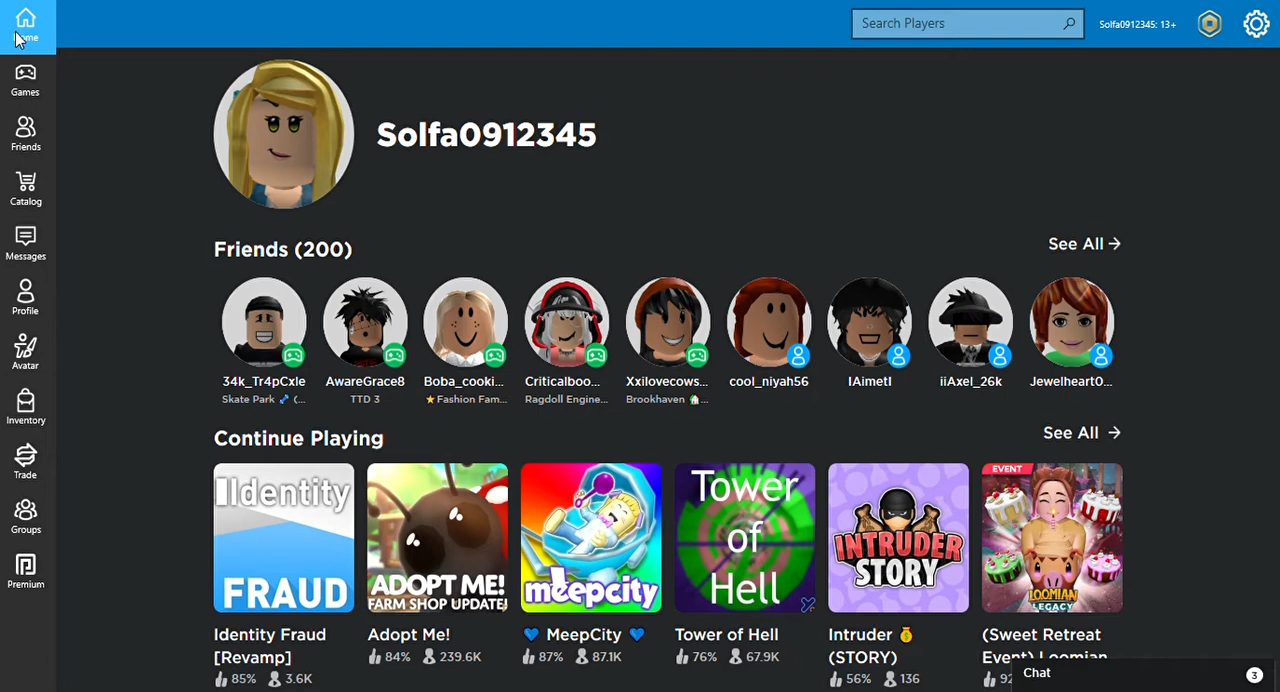 Home
Search Players
Solfa0912345: 13+
Games
Friends
Catalog
Messages
Profile
Avatar
Inventory
Trade
Groups
Premium
Solfa0912345
Friends (200)
See All →
34k_Tr4pCxle
AwareGrace8
Boba_cooki...
Criticalboo...
Xxilovecows...
cool_niyah56
IAimetI
iiAxel_26k
Jewelheart0...
Skate Park 🦴 (...
TTD 3
⭐Fashion Fam...
Ragdoll Engine...
Brookhaven 🏠...
Continue Playing
See All →
Identity
FRAUD
ADOPT ME!
FARM SHOP UPDATE!
meepcity
Tower
of
Hell
INTRUDER
STORY
EVENT
LOOMIAN
LEGACY
Identity Fraud
[Revamp]
85% 3.6K
Adopt Me!
84% 239.6K
💙 MeepCity 💙
87% 87.1K
Tower of Hell
76% 67.9K
Intruder 💰
(STORY)
56% 136
(Sweet Retreat
Event) Loomian
92
Chat
3